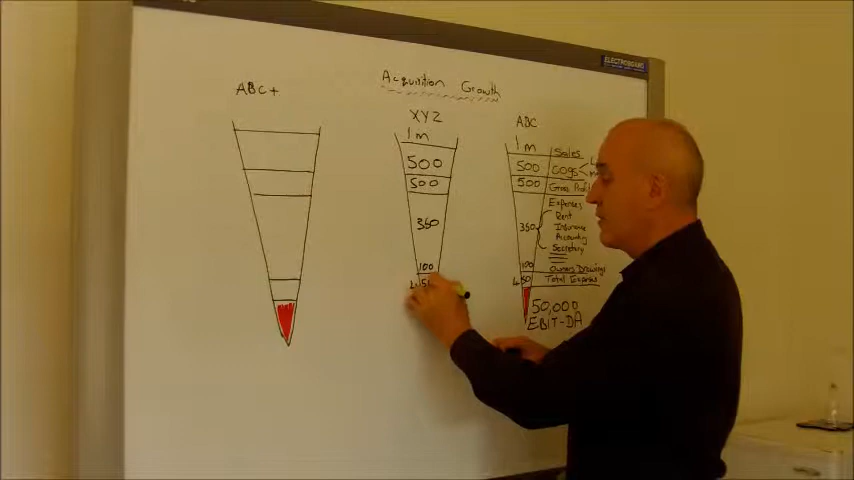 ELECTROBOARD
Acquisition Growth
ABC+
XYZ
1m
500
500
350
100
ABC
1m
Sales
500
COGS
500
Gross Profit
Expenses
Rent
Insurance
Accounting
Secretary
350
100
Owners Drawings
450
Total Expenses
50,000
EBIT-DA